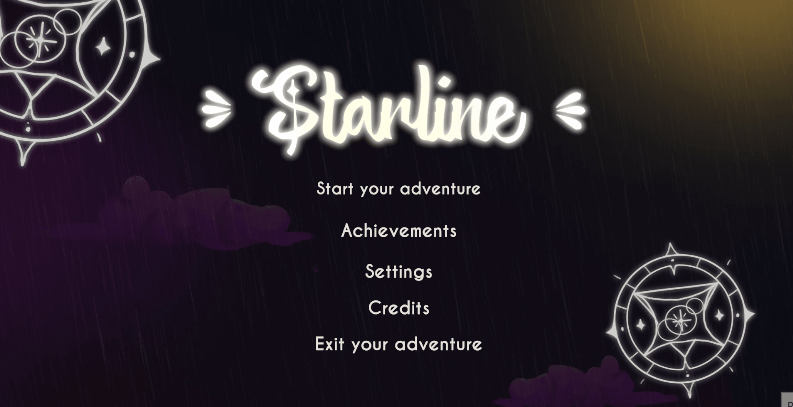 Starline
Start your adventure
Achievements
Settings
Credits
Exit your adventure